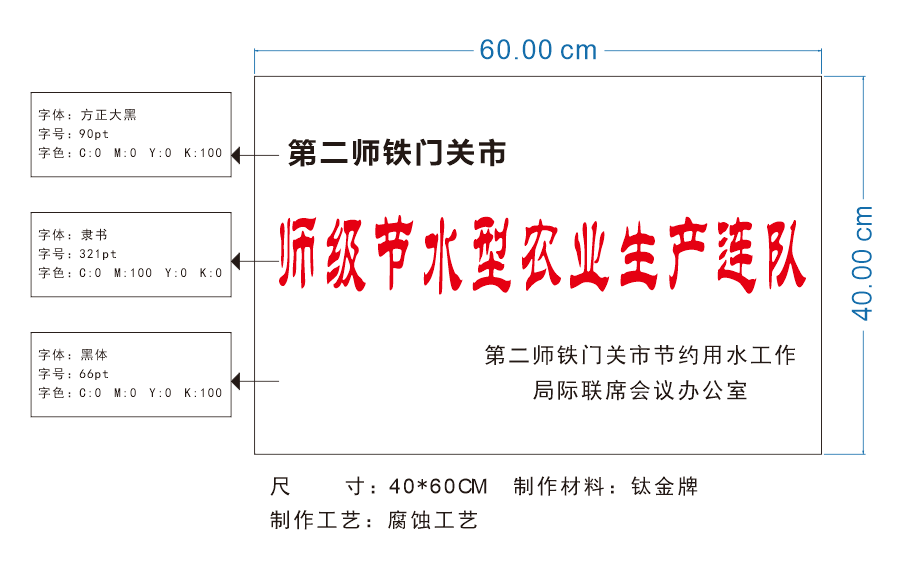 60.00 cm
字体：方正大黑
字号：90pt
字色：C:0 M:0 Y:0 K:100
第二师铁门关市
字体：隶书
字号：321pt
字色：C:0 M:100 Y:0 K:0
师级节水型农业生产连队
40.00 cm
字体：黑体
字号：66pt
字色：C:0 M:0 Y:0 K:100
第二师铁门关市节约用水工作
局际联席会议办公室
尺 寸：40*60CM 制作材料：钛金牌
制作工艺：腐蚀工艺